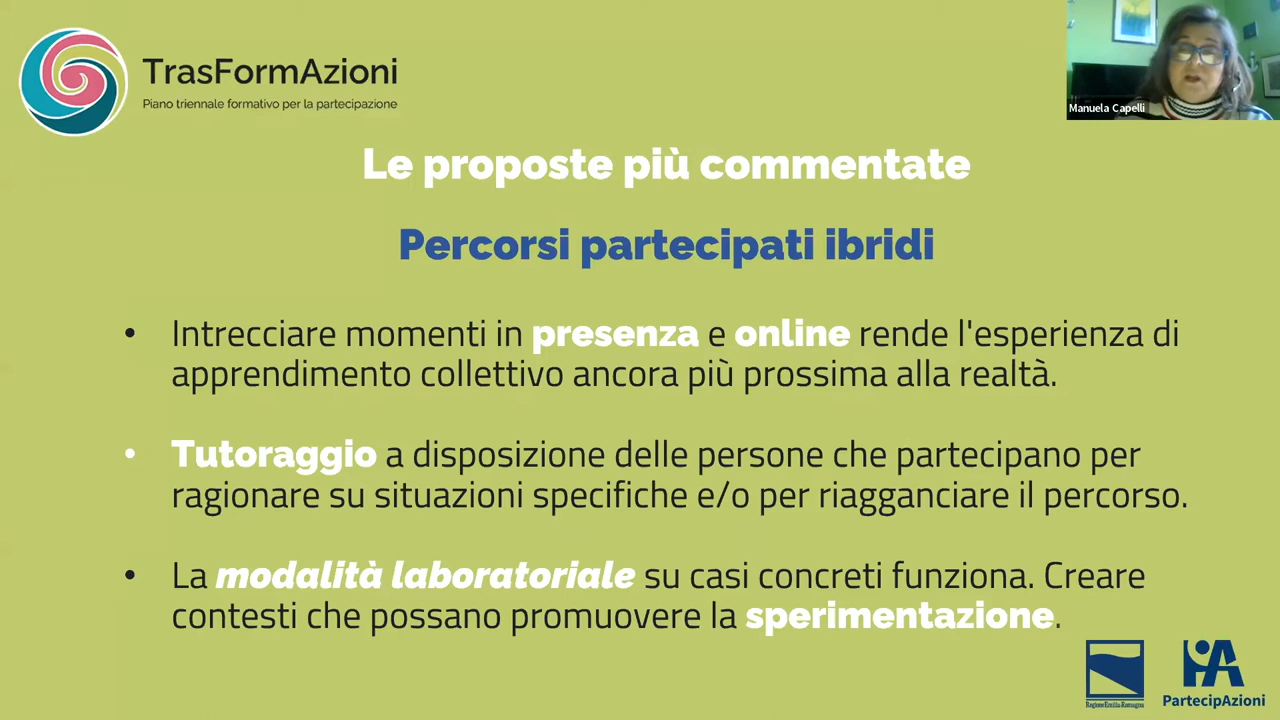 TrasFormAzioni
Piano triennale formativo per la partecipazione
Manuela Capelli
Le proposte più commentate
Percorsi partecipati ibridi
• Intrecciare momenti in presenza e online rende l'esperienza di
apprendimento collettivo ancora più prossima alla realtà.
• Tutoraggio a disposizione delle persone che partecipano per
ragionare su situazioni specifiche e/o per riagganciare il percorso.
• La modalità laboratoriale su casi concreti funziona. Creare
contesti che possano promuovere la sperimentazione.
RegioneEmilia-Romagna
PartecipAzioni